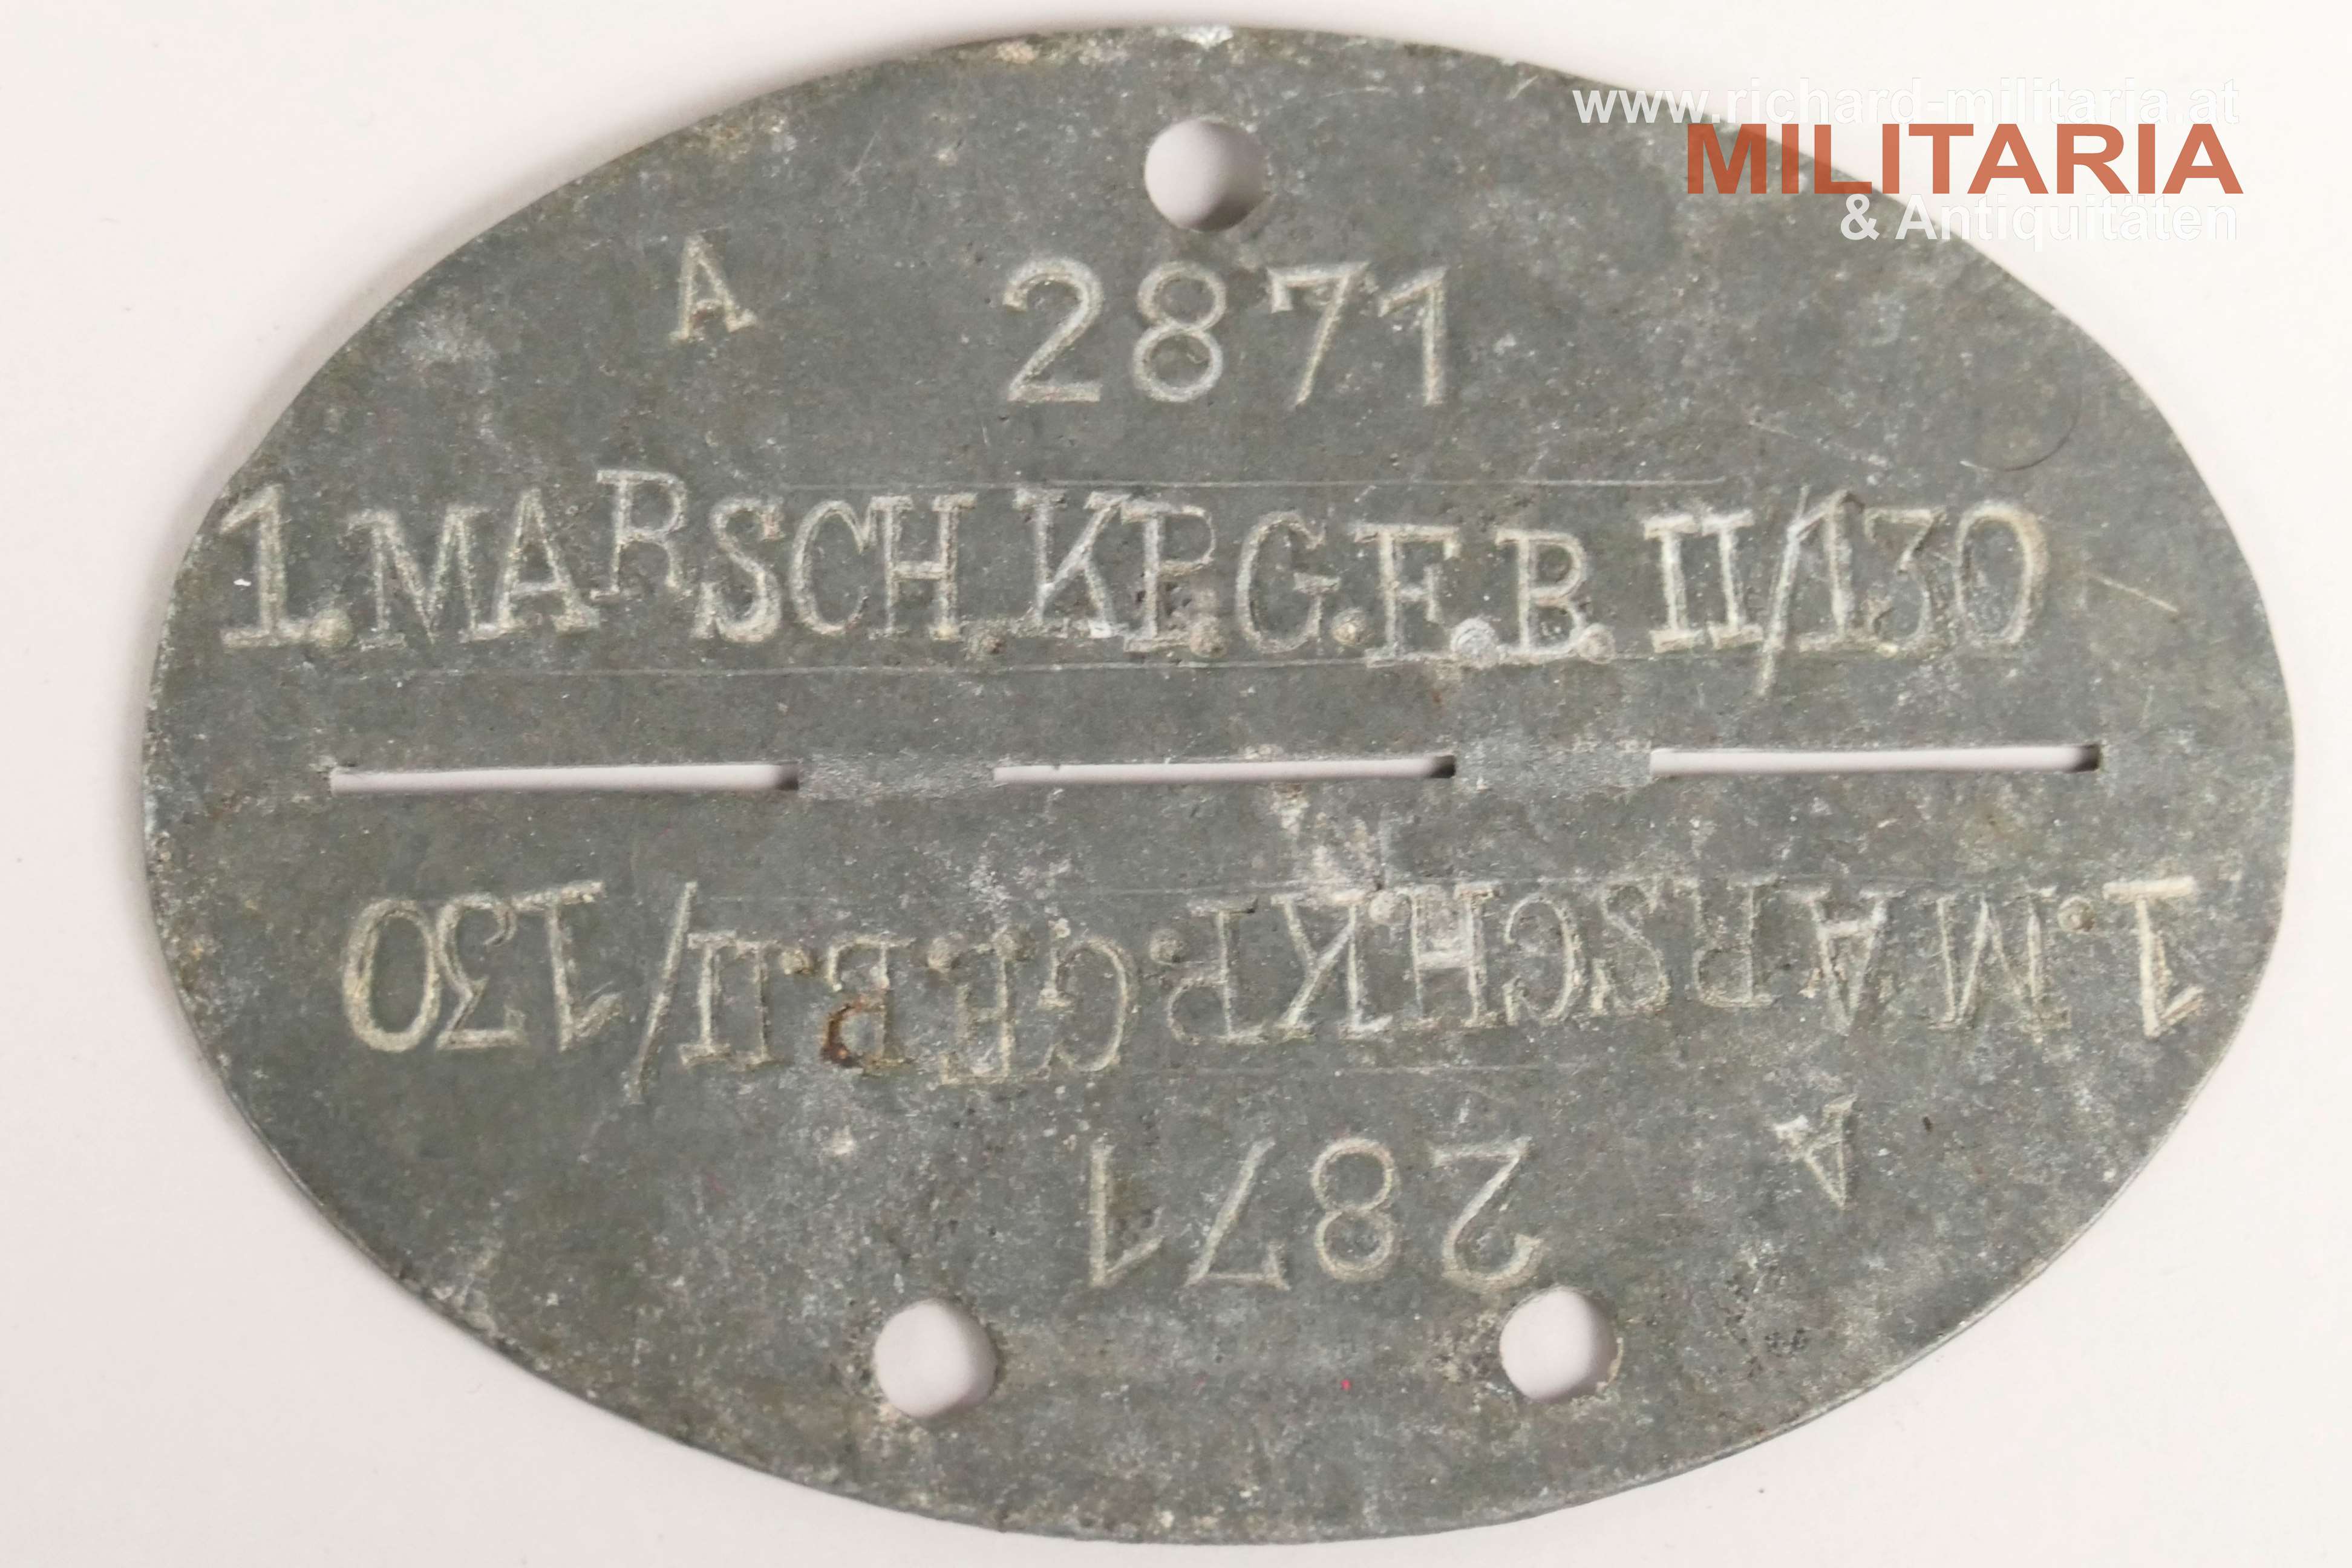 www.richard-militaria.at
MILITARIA
& Antiquitäten
A 2871
1.MARSCH.KP.G.E.B. II/130
1.MARSCH.KP.G.E.B.II/130
A 2871